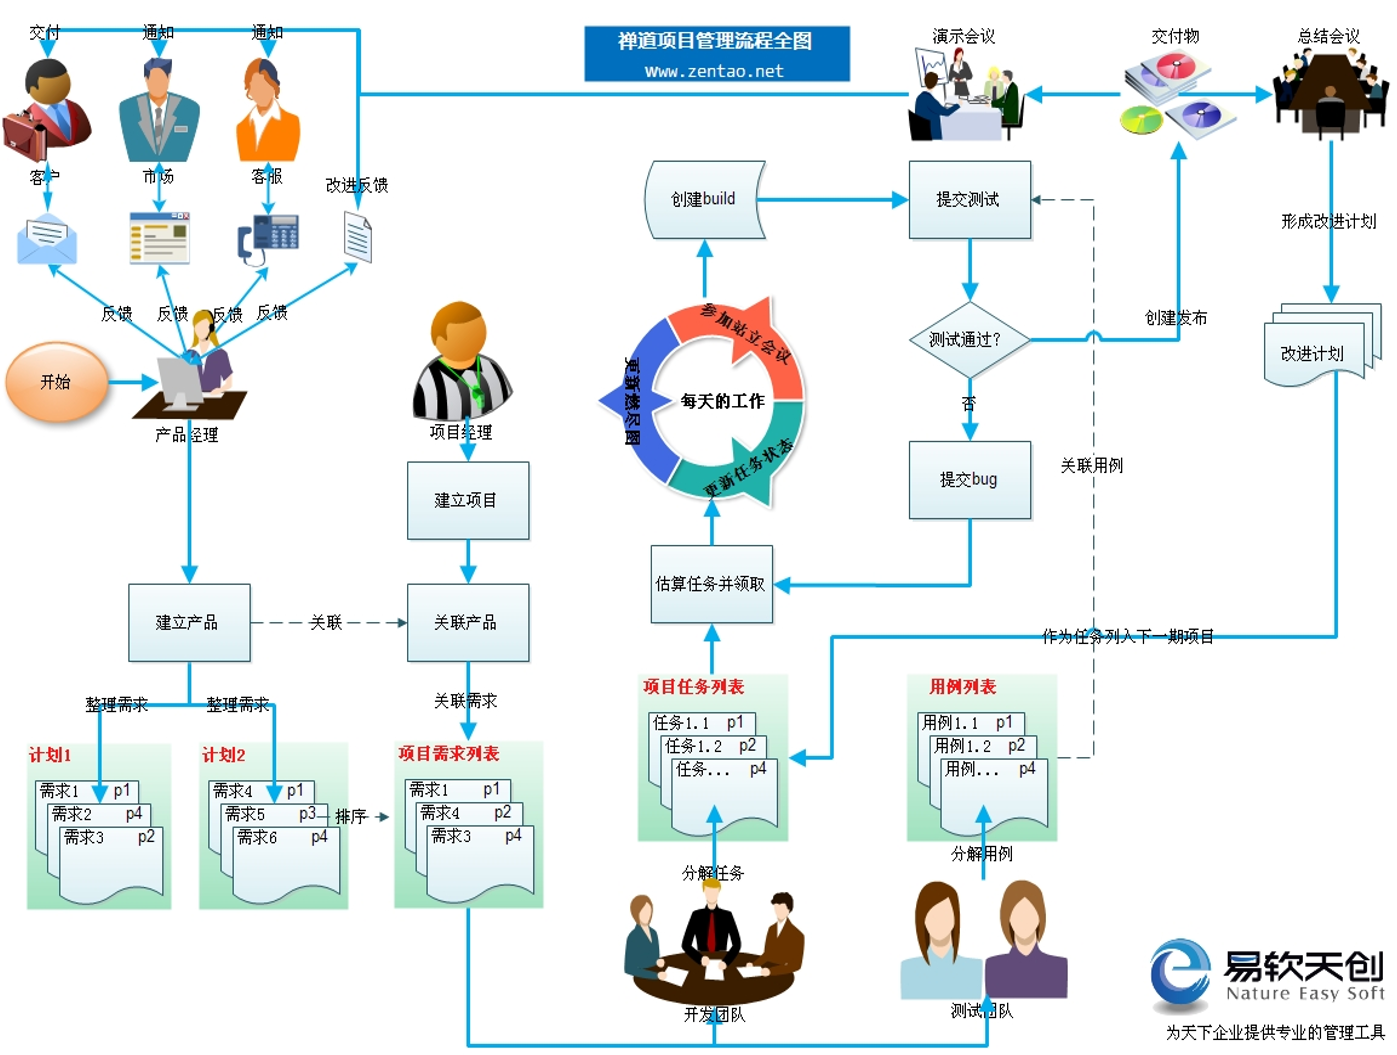 禅道项目管理流程全图
www.zentao.net
交付
通知
通知
演示会议
交付物
总结会议
客户
市场
客服
改进反馈
创建build
提交测试
形成改进计划
反馈
反馈
反馈
反馈
创建发布
参加站立会议
更新燃尽图
每天的工作
更新任务状态
测试通过?
改进计划
开始
产品经理
项目经理
否
关联用例
提交bug
建立项目
估算任务并领取
建立产品
关联
关联产品
作为任务列入下一期项目
整理需求
整理需求
关联需求
项目任务列表
用例列表
任务1.1 p1
任务1.2 p2
任务... p4
用例1.1 p1
用例1.2 p2
用例... p4
计划1
计划2
项目需求列表
需求1 p1
需求2 p4
需求3 p2
需求4 p1
需求5 p3
需求6 p4
排序
需求1 p1
需求4 p2
需求3 p4
分解任务
分解用例
开发团队
测试团队
易软天创
Nature Easy Soft
为天下企业提供专业的管理工具